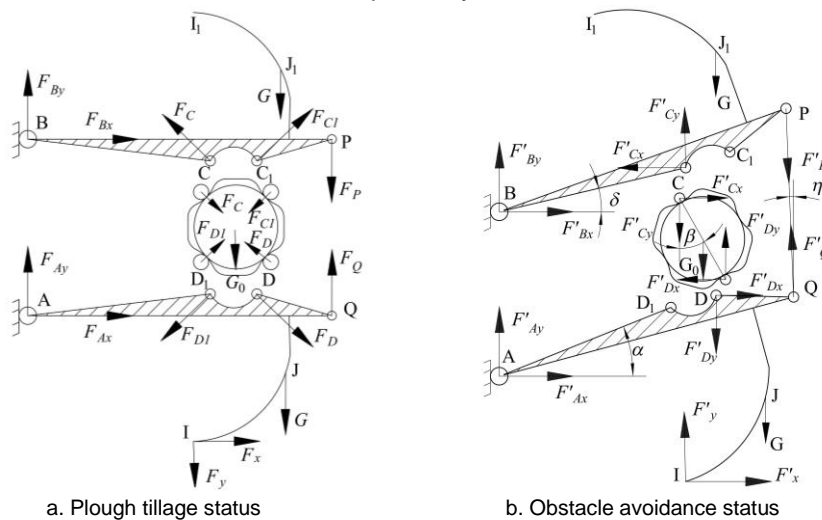 I₁
J₁
G
F_By
B
F_Bx
F_C
F_C1
P
C
C₁
F_P
F_C
F_C1
F_D1
F_D
F_Ay
D₁
G₀
D
F_Q
A
Q
F_Ax
F_D1
F_D
J
G
I
F_x
F_y
a. Plough tillage status
I₁
J₁
G
P
F'_Cy
F'_Cx
C₁
F'_By
B
δ
C
F'_Cx
η
F'_Bx
F'_Cy
β
F'_Dy
G₀
F'_Dx
F'_Dx
D₁
D
Q
F'_Ay
A
α
F'_Dy
F'_Ax
J
F'_y
G
I
F'_x
b. Obstacle avoidance status